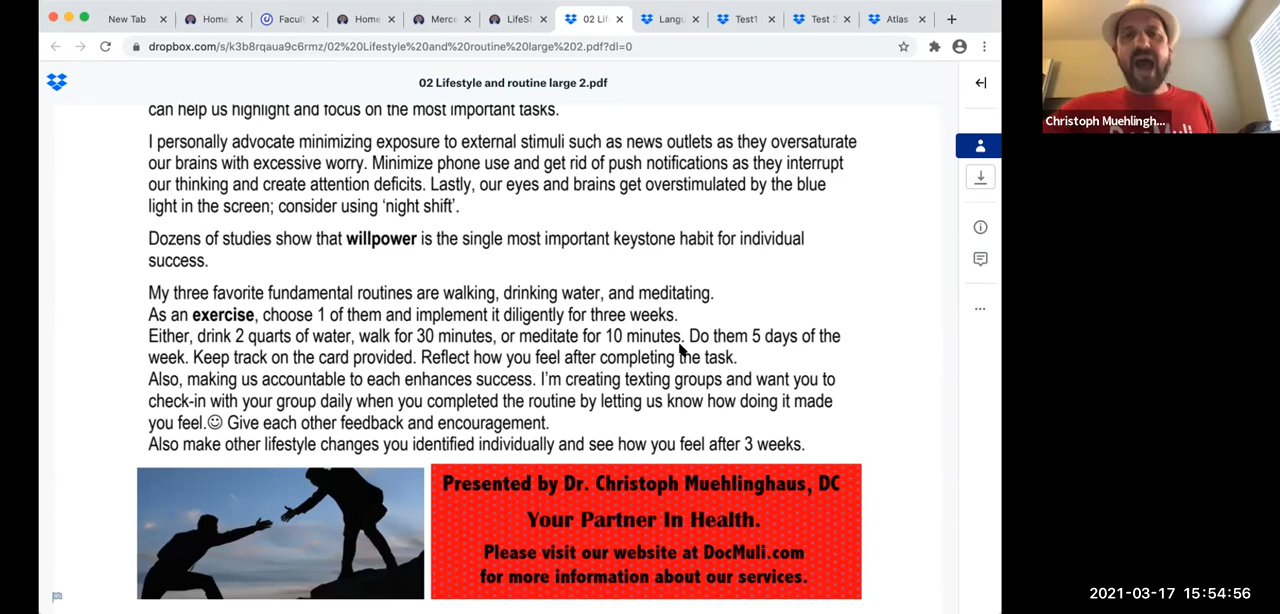 New Tab
Home
Facul
Home
Merce
LifeSt
02 Lif
Langu
Test1
Test 3
Atlas
dropbox.com/s/k3b8rqaua9c6rmz/02%20Lifestyle%20and%20routine%20large%202.pdf?dl=0
02 Lifestyle and routine large 2.pdf
can help us highlight and focus on the most important tasks.
I personally advocate minimizing exposure to external stimuli such as news outlets as they oversaturate
our brains with excessive worry. Minimize phone use and get rid of push notifications as they interrupt
our thinking and create attention deficits. Lastly, our eyes and brains get overstimulated by the blue
light in the screen; consider using ‘night shift’.
Dozens of studies show that willpower is the single most important keystone habit for individual
success.
My three favorite fundamental routines are walking, drinking water, and meditating.
As an exercise, choose 1 of them and implement it diligently for three weeks.
Either, drink 2 quarts of water, walk for 30 minutes, or meditate for 10 minutes. Do them 5 days of the
week. Keep track on the card provided. Reflect how you feel after completing the task.
Also, making us accountable to each enhances success. I’m creating texting groups and want you to
check-in with your group daily when you completed the routine by letting us know how doing it made
you feel.☺ Give each other feedback and encouragement.
Also make other lifestyle changes you identified individually and see how you feel after 3 weeks.
Presented by Dr. Christoph Muehlinghaus, DC
Your Partner In Health.
Please visit our website at DocMuli.com
for more information about our services.
Christoph Muehlingh...
DocMuli
2021-03-17 15:54:56